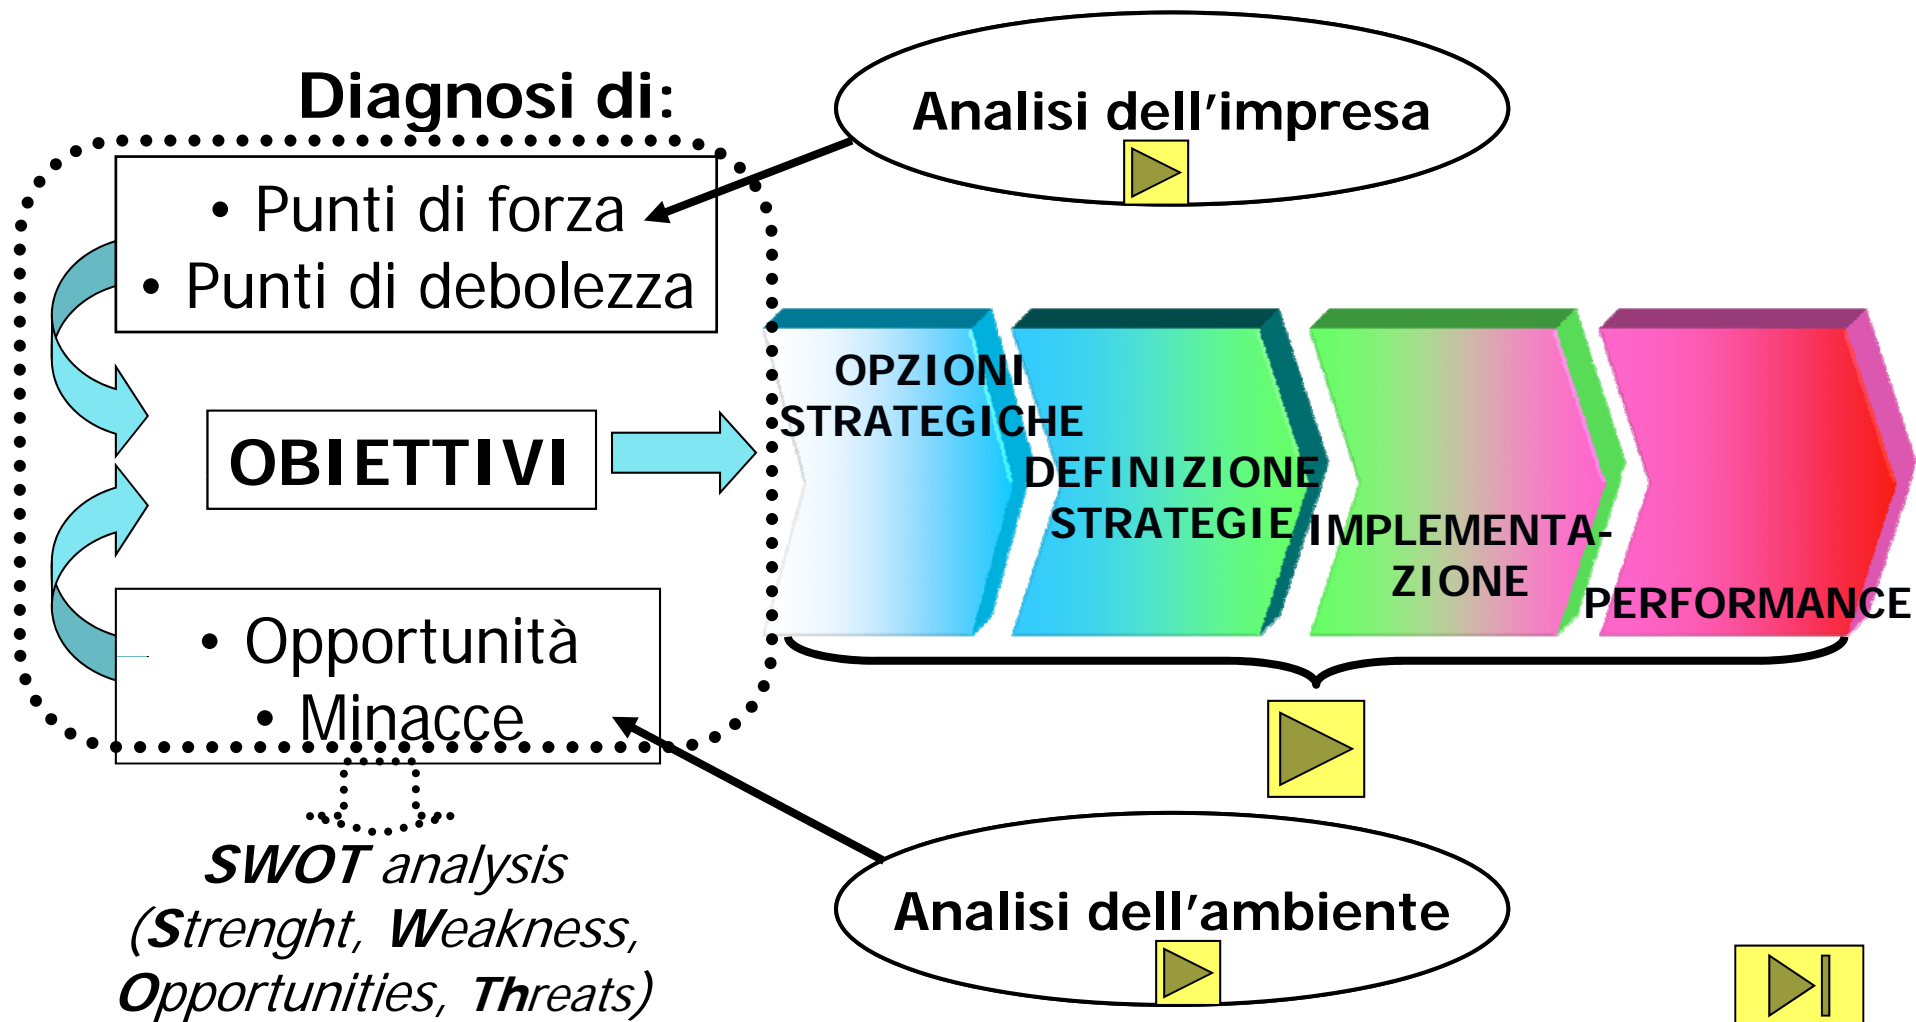 Diagnosi di:
• Punti di forza
• Punti di debolezza
OBIETTIVI
• Opportunità
• Minacce
SWOT analysis
(Strenght, Weakness,
Opportunities, Threats)
Analisi dell'impresa
OPZIONI
STRATEGICHE
DEFINIZIONE
STRATEGIE
IMPLEMENTA-
ZIONE
PERFORMANCE
Analisi dell'ambiente